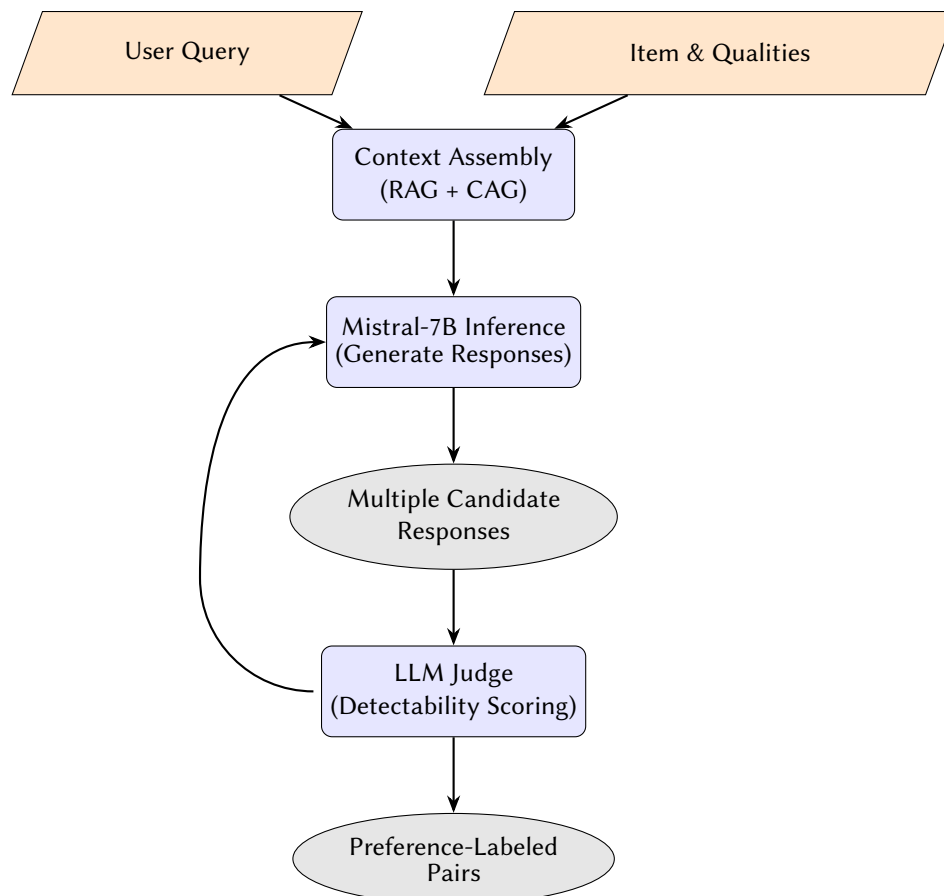 User Query
Item & Qualities
Context Assembly
(RAG + CAG)
Mistral-7B Inference
(Generate Responses)
Multiple Candidate
Responses
LLM Judge
(Detectability Scoring)
Preference-Labeled
Pairs